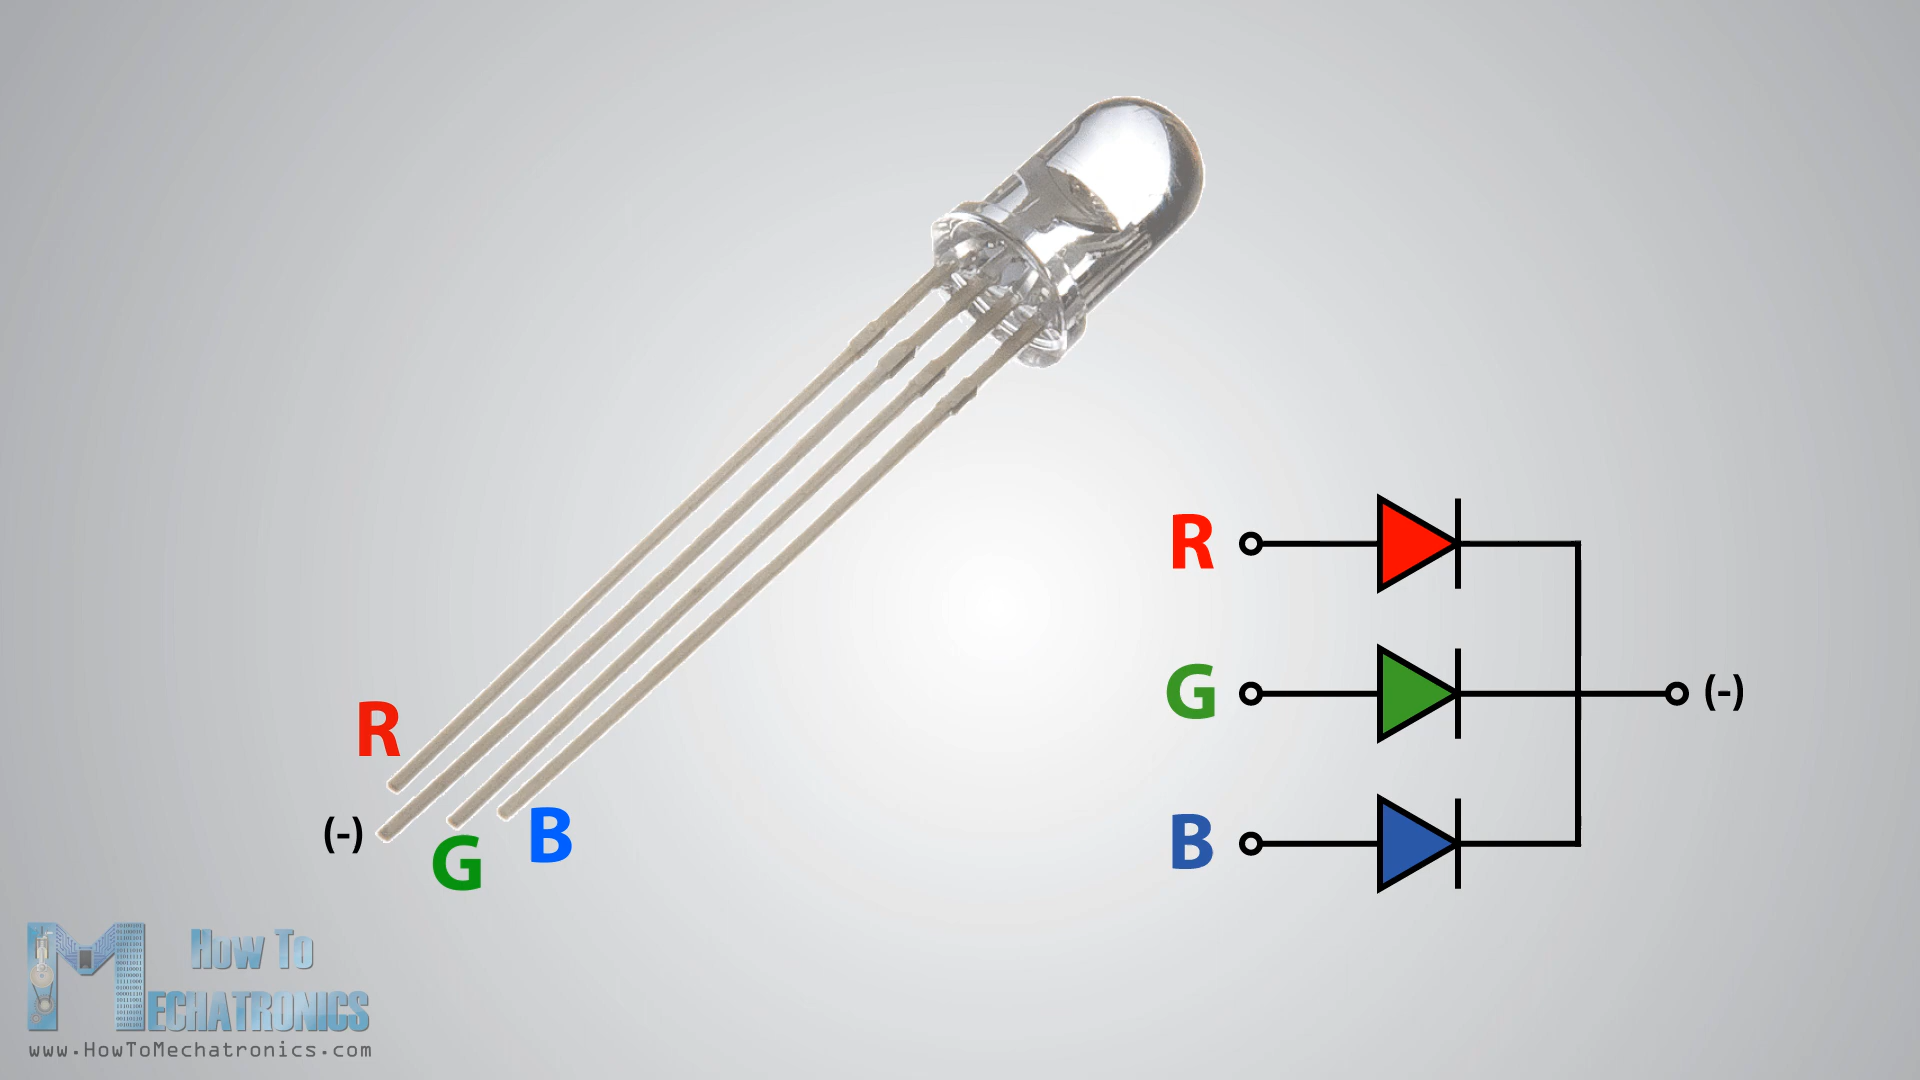 R
(-)
G
B
R
G
(-)
B
How To
MECHATRONICS
www.HowToMechatronics.com